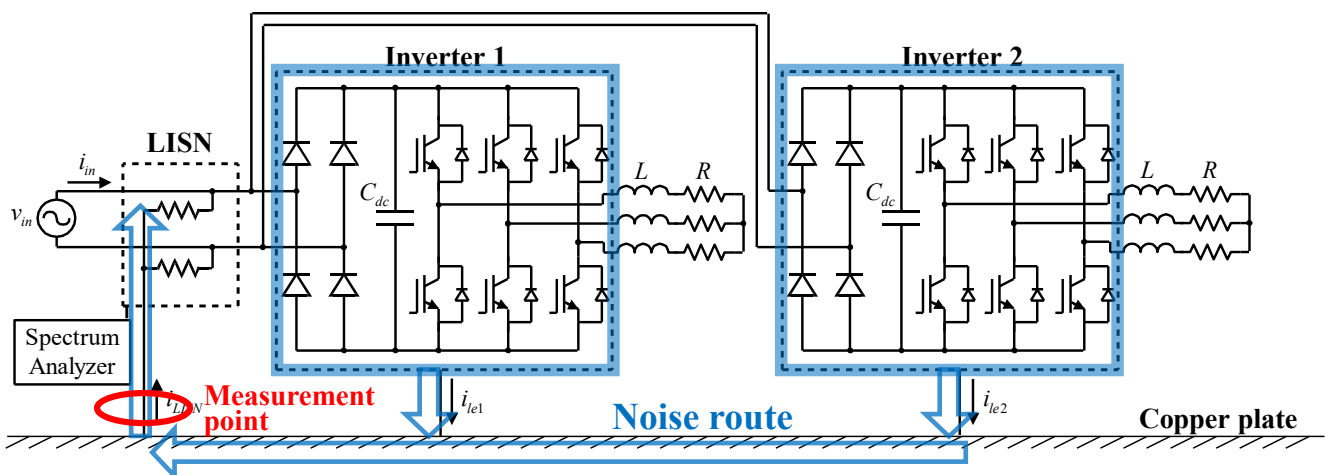 Inverter 1
Inverter 2
LISN
i_in
v_in
C_dc
L
R
C_dc
L
R
Spectrum
Analyzer
i_LISN
Measurement
point
i_le1
Noise route
i_le2
Copper plate